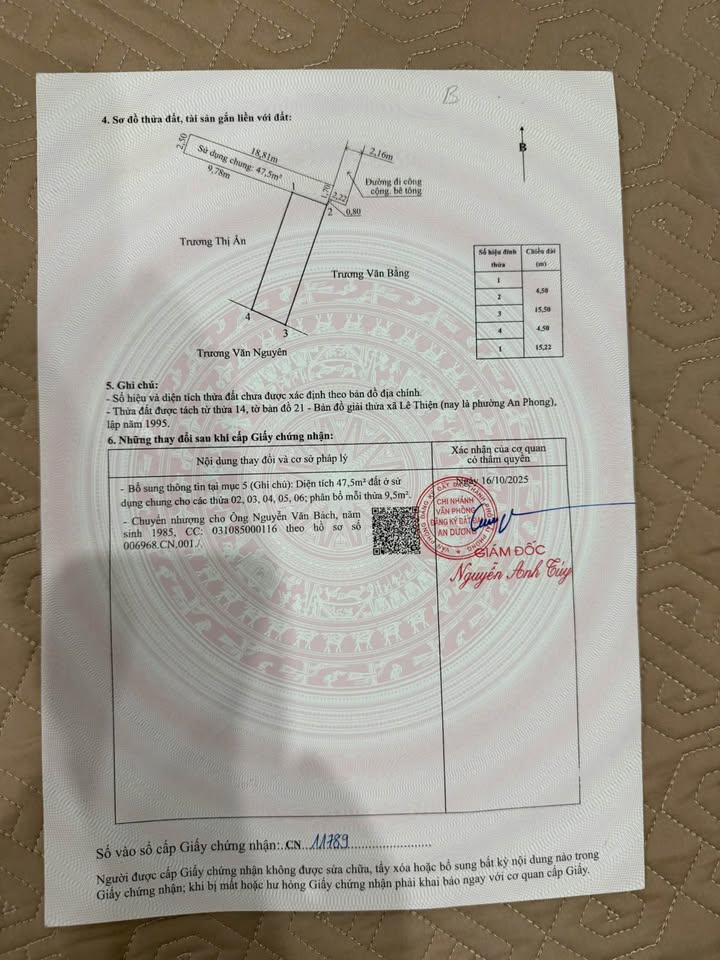 B
4. Sơ đồ thửa đất, tài sản gắn liền với đất:
2,50
18,81m
Sử dụng chung: 47,5m²
9,78m
2,16m
B
Đường đi công
cộng. bê tông
1,70
2,22
0,80
1
2
3
4
Trương Thị Ản
Trương Văn Bằng
Trương Văn Nguyên
Số hiệu đỉnh thửa
Chiều dài (m)
1
4,50
2
15,50
3
4,50
4
15,22
1
5. Ghi chú:
- Số hiệu và diện tích thửa đất chưa được xác định theo bản đồ địa chính.
- Thửa đất được tách từ thửa 14, tờ bản đồ 21 - Bản đồ giải thửa xã Lê Thiện (nay là phường An Phong),
lập năm 1995.
6. Những thay đổi sau khi cấp Giấy chứng nhận:
Nội dung thay đổi và cơ sở pháp lý
Xác nhận của cơ quan
có thẩm quyền
- Bổ sung thông tin tại mục 5 (Ghi chú): Diện tích 47,5m² đất ở sử
dụng chung cho các thửa 02, 03, 04, 05, 06; phân bổ mỗi thửa 9,5m².
- Chuyển nhượng cho Ông Nguyễn Văn Bách, năm
sinh 1985, CC: 031085000116 theo hồ sơ số
006968.CN.001./.
Ngày 16/10/2025
CHI NHÁNH
VĂN PHÒNG
ĐĂNG KÝ ĐẤT
AN DƯƠNG
GIÁM ĐỐC
Nguyễn Anh Túy
Số vào sổ cấp Giấy chứng nhận:..CN...11789........................
Người được cấp Giấy chứng nhận không được sửa chữa, tẩy xóa hoặc bổ sung bất kỳ nội dung nào trong
Giấy chứng nhận; khi bị mất hoặc hư hỏng Giấy chứng nhận phải khai báo ngay với cơ quan cấp Giấy.